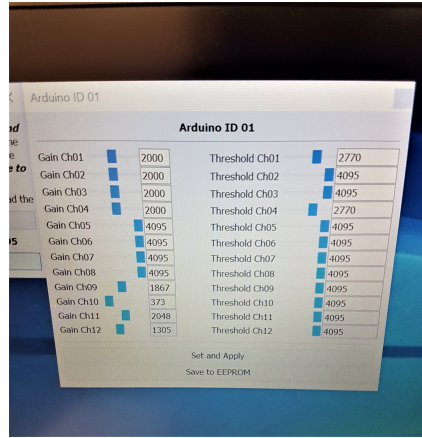 Arduino ID 01
Arduino ID 01
Gain Ch01 2000 Threshold Ch01 2770
Gain Ch02 2000 Threshold Ch02 4095
Gain Ch03 2000 Threshold Ch03 4095
Gain Ch04 2000 Threshold Ch04 2770
Gain Ch05 4095 Threshold Ch05 4095
Gain Ch06 4095 Threshold Ch06 4095
Gain Ch07 4095 Threshold Ch07 4095
Gain Ch08 4095 Threshold Ch08 4095
Gain Ch09 1867 Threshold Ch09 4095
Gain Ch10 373 Threshold Ch10 4095
Gain Ch11 2048 Threshold Ch11 4095
Gain Ch12 1305 Threshold Ch12 4095
Set and Apply
Save to EEPROM